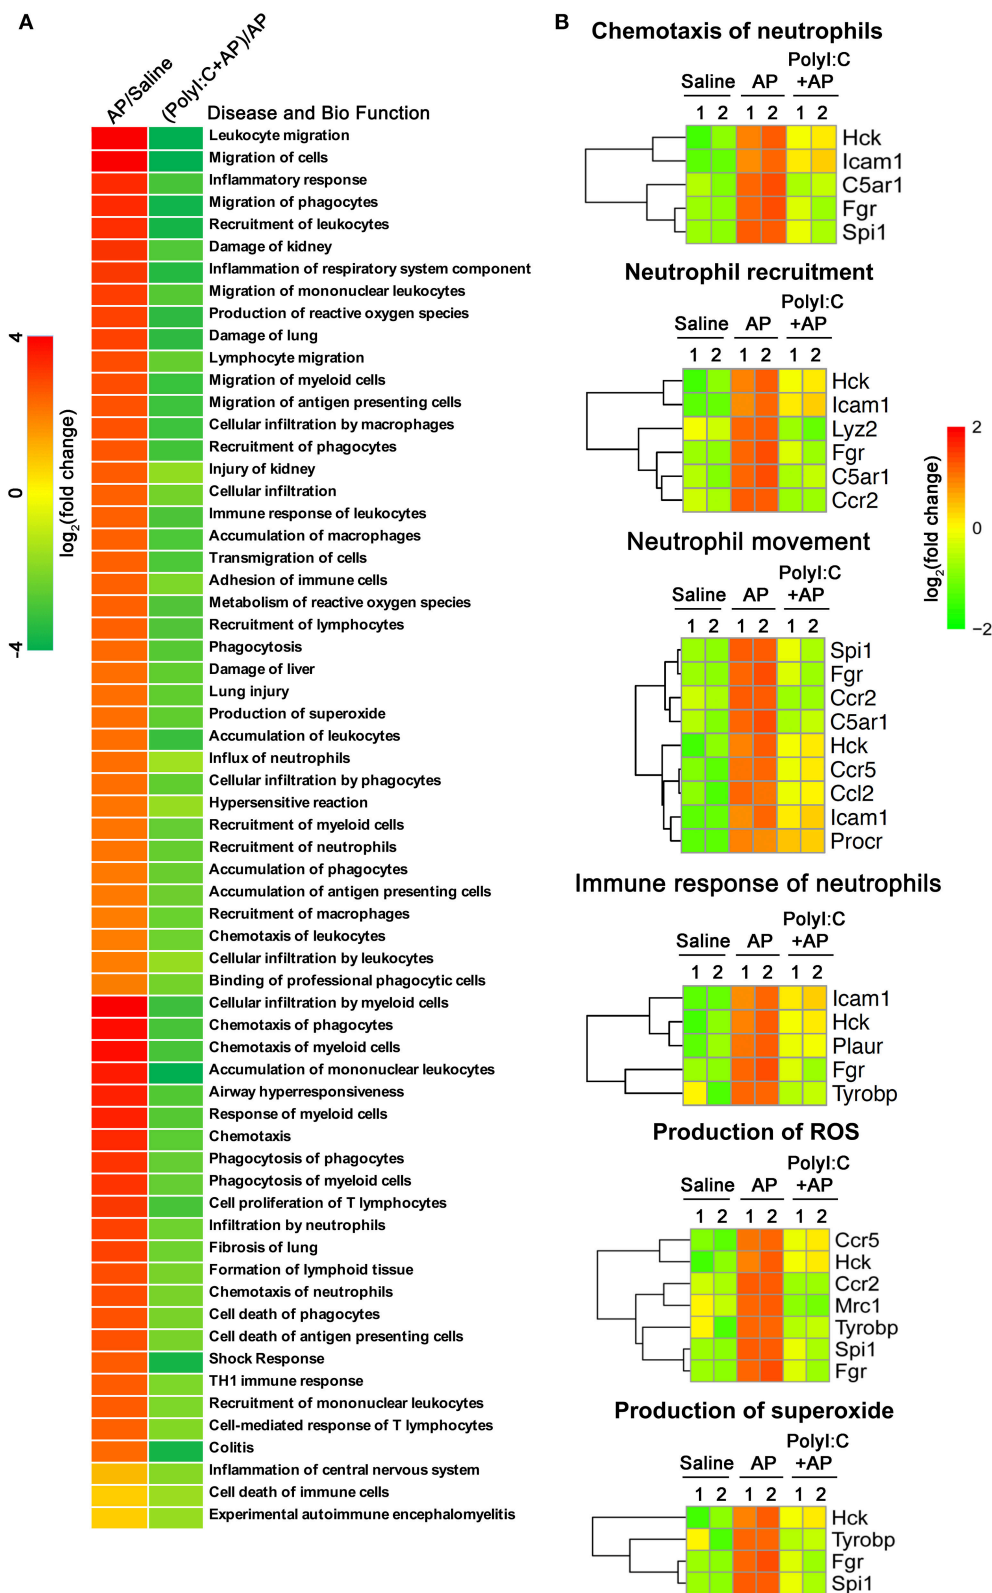 A
AP/Saline
(PolyI:C+AP)/AP
Disease and Bio Function
Leukocyte migration
Migration of cells
Inflammatory response
Migration of phagocytes
Recruitment of leukocytes
Damage of kidney
Inflammation of respiratory system component
Migration of mononuclear leukocytes
Production of reactive oxygen species
Damage of lung
Lymphocyte migration
Migration of myeloid cells
Migration of antigen presenting cells
Cellular infiltration by macrophages
Recruitment of phagocytes
Injury of kidney
Cellular infiltration
Immune response of leukocytes
Accumulation of macrophages
Transmigration of cells
Adhesion of immune cells
Metabolism of reactive oxygen species
Recruitment of lymphocytes
Phagocytosis
Damage of liver
Lung injury
Production of superoxide
Accumulation of leukocytes
Influx of neutrophils
Cellular infiltration by phagocytes
Hypersensitive reaction
Recruitment of myeloid cells
Recruitment of neutrophils
Accumulation of phagocytes
Accumulation of antigen presenting cells
Recruitment of macrophages
Chemotaxis of leukocytes
Cellular infiltration by leukocytes
Binding of professional phagocytic cells
Cellular infiltration by myeloid cells
Chemotaxis of phagocytes
Chemotaxis of myeloid cells
Accumulation of mononuclear leukocytes
Airway hyperresponsiveness
Response of myeloid cells
Chemotaxis
Phagocytosis of phagocytes
Phagocytosis of myeloid cells
Cell proliferation of T lymphocytes
Infiltration by neutrophils
Fibrosis of lung
Formation of lymphoid tissue
Chemotaxis of neutrophils
Cell death of phagocytes
Cell death of antigen presenting cells
Shock Response
TH1 immune response
Recruitment of mononuclear leukocytes
Cell-mediated response of T lymphocytes
Colitis
Inflammation of central nervous system
Cell death of immune cells
Experimental autoimmune encephalomyelitis
4
0
-4
log2(fold change)
B
Chemotaxis of neutrophils
PolyI:C
Saline AP +AP
1 2 1 2 1 2
Hck
Icam1
C5ar1
Fgr
Spi1
Neutrophil recruitment
PolyI:C
Saline AP +AP
1 2 1 2 1 2
Hck
Icam1
Lyz2
Fgr
C5ar1
Ccr2
Neutrophil movement
PolyI:C
Saline AP +AP
1 2 1 2 1 2
Spi1
Fgr
Ccr2
C5ar1
Hck
Ccr5
Ccl2
Icam1
Procr
Immune response of neutrophils
PolyI:C
Saline AP +AP
1 2 1 2 1 2
Icam1
Hck
Plaur
Fgr
Tyrobp
Production of ROS
PolyI:C
Saline AP +AP
1 2 1 2 1 2
Ccr5
Hck
Ccr2
Mrc1
Tyrobp
Spi1
Fgr
Production of superoxide
PolyI:C
Saline AP +AP
1 2 1 2 1 2
Hck
Tyrobp
Fgr
Spi1
2
0
−2
log2(fold change)